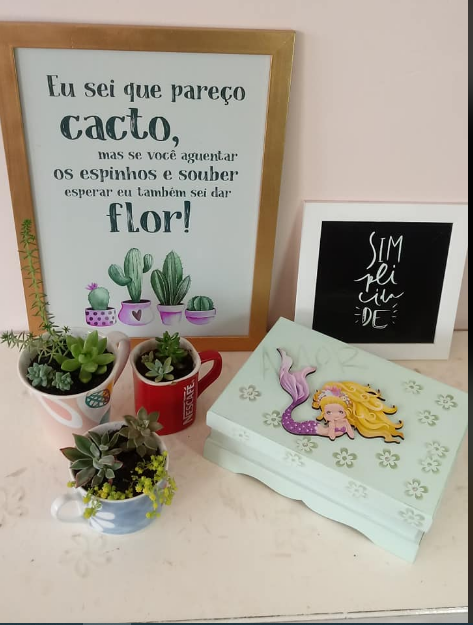 Eu sei que pareço
cacto,
mas se você aguentar
os espinhos e souber
esperar eu também sei dar
flor!
SIM
pli
ci
DE
NESCAFÉ